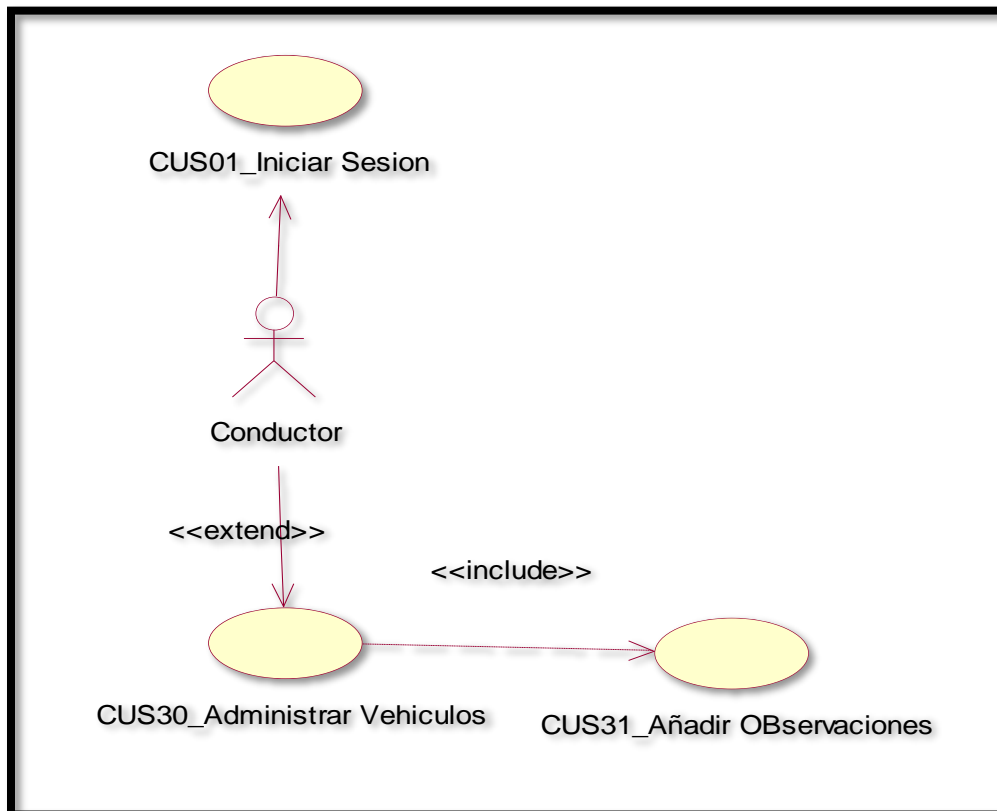 CUS01_Iniciar Sesion
Conductor
<<extend>>
<<include>>
CUS30_Administrar Vehiculos
CUS31_Añadir OBservaciones